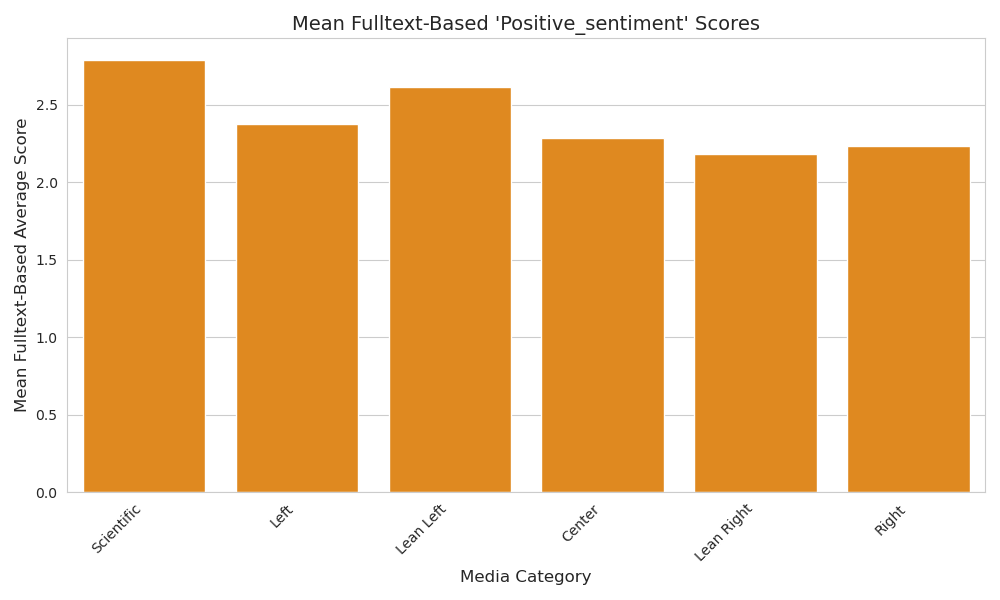 Mean Fulltext-Based 'Positive_sentiment' Scores
Mean Fulltext-Based Average Score
2.5
2.0
1.5
1.0
0.5
0.0
Scientific
Left
Lean Left
Center
Lean Right
Right
Media Category